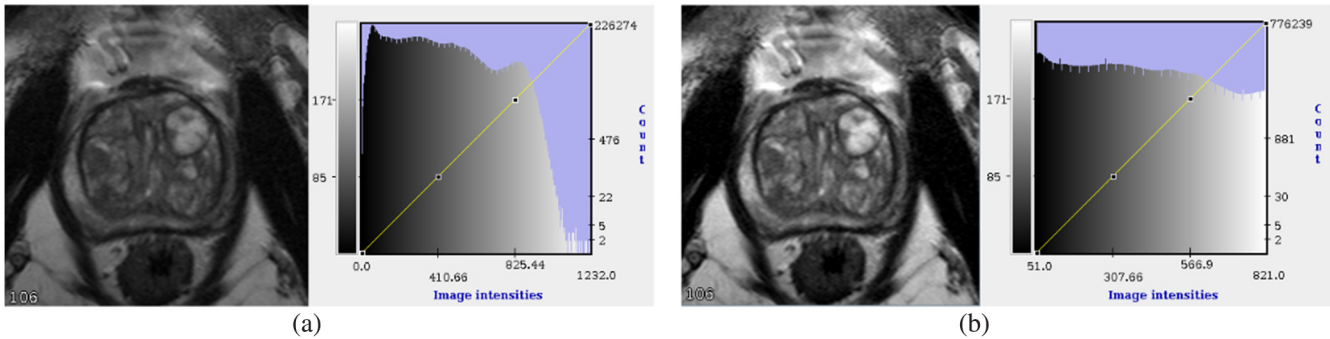 226274
171
476
85
22
5
2
0.0 410.66 825.44 1232.0
Image intensities
Count
106
(a)
776239
171
881
85
30
5
2
51.0 307.66 566.9 821.0
Image intensities
Count
106
(b)